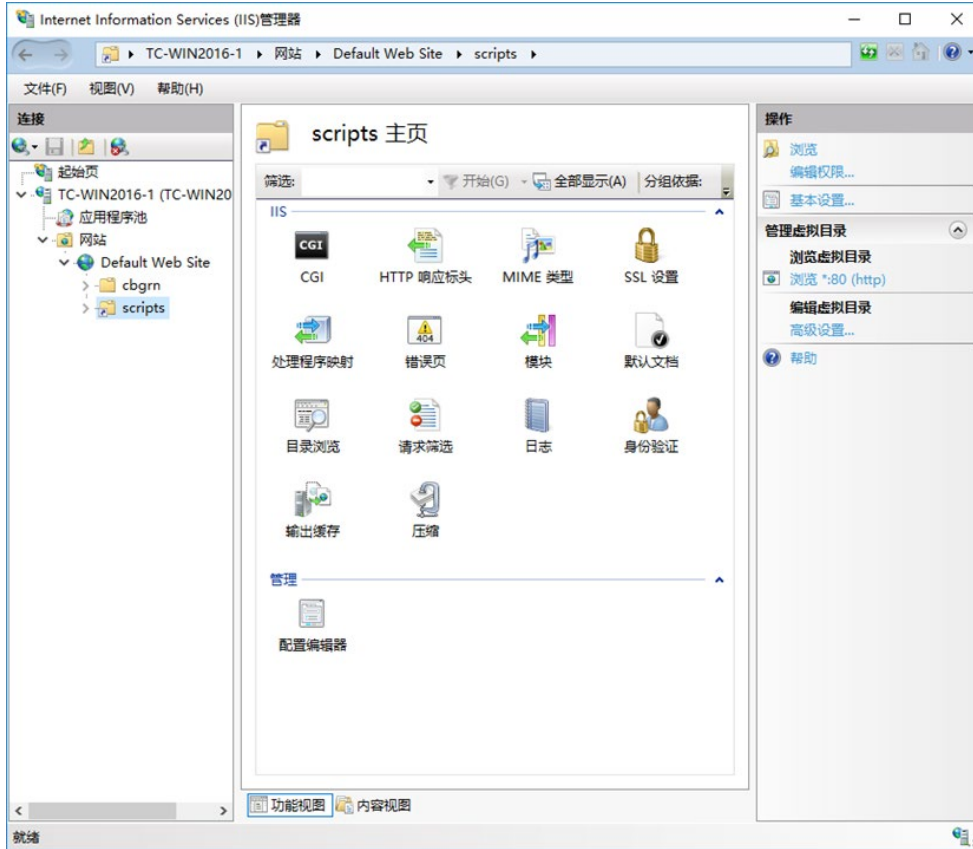 Internet Information Services (IIS)管理器
TC-WIN2016-1 网站 Default Web Site scripts
文件(F) 视图(V) 帮助(H)
连接
起始页
TC-WIN2016-1 (TC-WIN20
应用程序池
网站
Default Web Site
cbgrn
scripts
scripts 主页
筛选: 开始(G) 全部显示(A) 分组依据:
IIS
CGI
CGI HTTP 响应标头 MIME 类型 SSL 设置
404
处理程序映射 错误页 模块 默认文档
目录浏览 请求筛选 日志 身份验证
输出缓存 压缩
管理
配置编辑器
功能视图 内容视图
操作
浏览
编辑权限...
基本设置...
管理虚拟目录
浏览虚拟目录
浏览 *:80 (http)
编辑虚拟目录
高级设置...
帮助
就绪